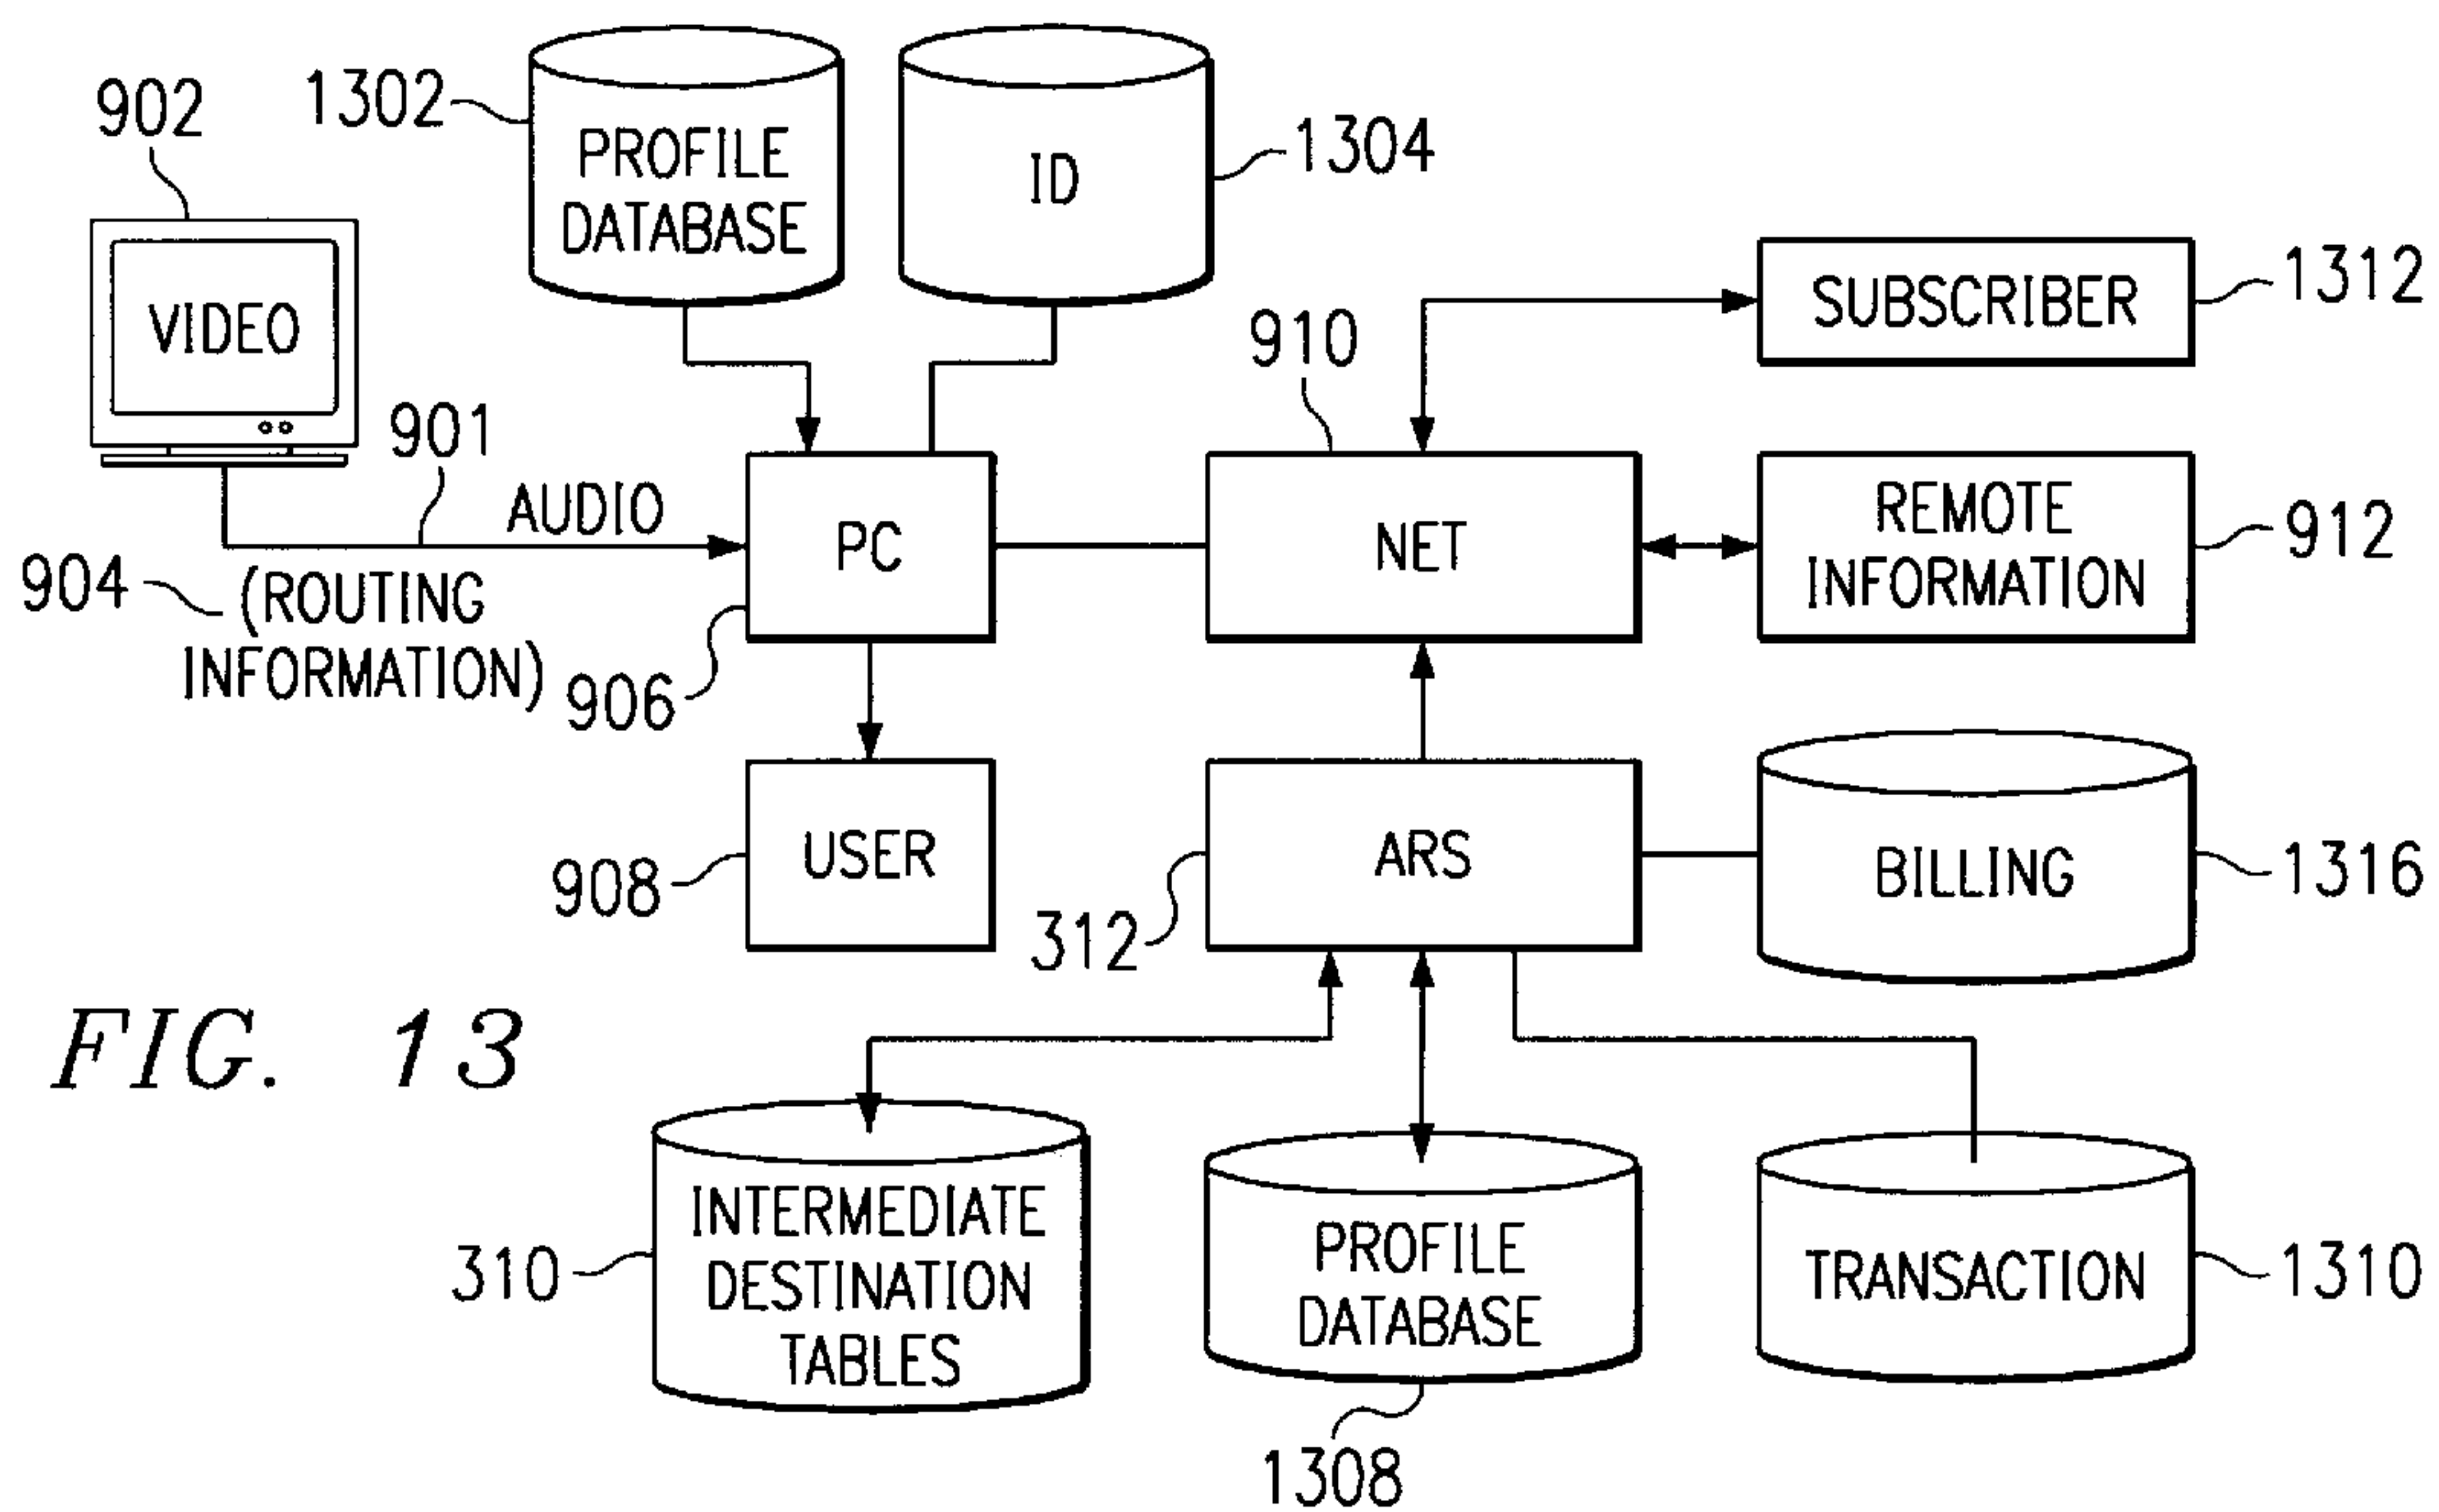 902
1302
PROFILE
DATABASE
ID
1304
VIDEO
910
SUBSCRIBER
1312
901
AUDIO
904
(ROUTING
INFORMATION)
906
PC
NET
REMOTE
INFORMATION
912
USER
908
ARS
312
BILLING
1316
FIG. 13
310
INTERMEDIATE
DESTINATION
TABLES
PROFILE
DATABASE
1308
TRANSACTION
1310